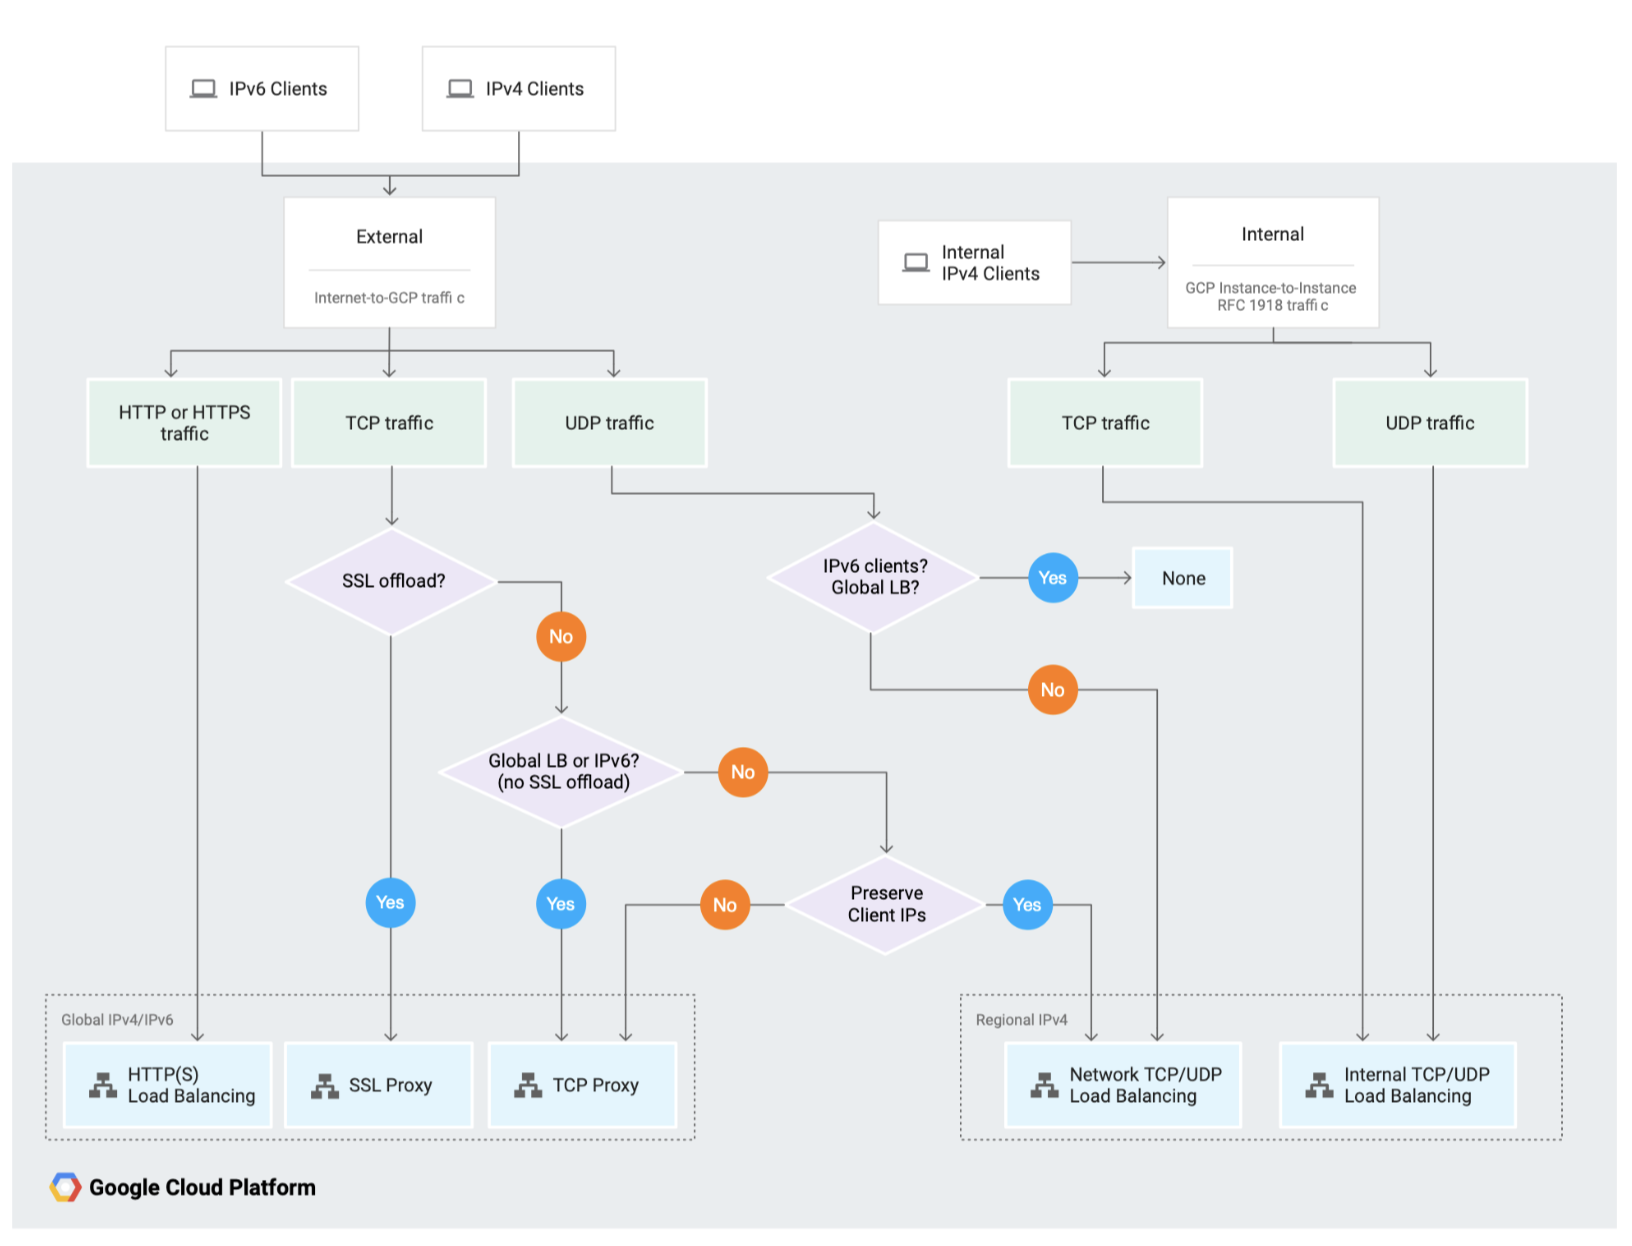 IPv6 Clients
IPv4 Clients
External
Internet-to-GCP traffic
Internal
IPv4 Clients
Internal
GCP Instance-to-Instance
RFC 1918 traffic
HTTP or HTTPS
traffic
TCP traffic
UDP traffic
TCP traffic
UDP traffic
SSL offload?
IPv6 clients?
Global LB?
Yes
None
No
No
Global LB or IPv6?
(no SSL offload)
No
Yes
Yes
No
Preserve
Client IPs
Yes
Global IPv4/IPv6
HTTP(S)
Load Balancing
SSL Proxy
TCP Proxy
Regional IPv4
Network TCP/UDP
Load Balancing
Internal TCP/UDP
Load Balancing
Google Cloud Platform